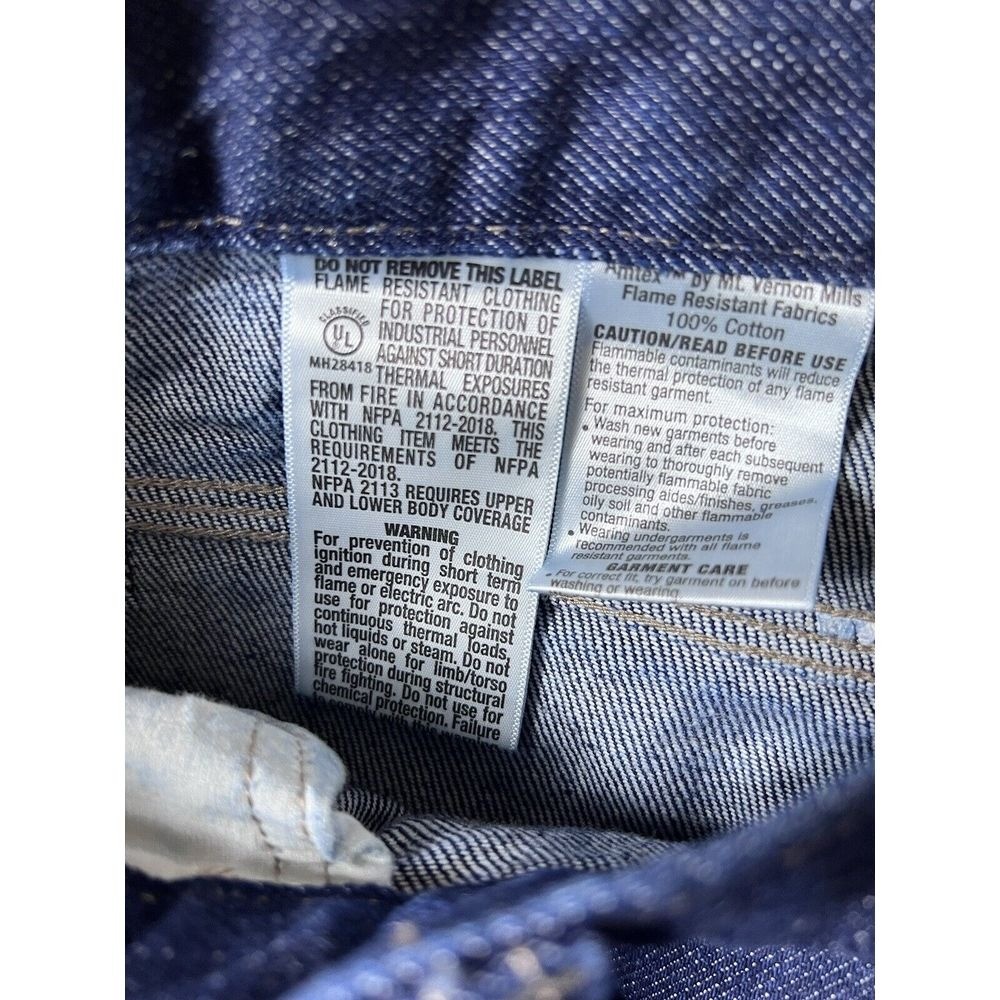 DO NOT REMOVE THIS LABEL
FLAME RESISTANT CLOTHING
FOR PROTECTION OF
INDUSTRIAL PERSONNEL
AGAINST SHORT DURATION
THERMAL EXPOSURES
CLASSIFIED
UL
MH28418
FROM FIRE IN ACCORDANCE
WITH NFPA 2112-2018. THIS
CLOTHING ITEM MEETS THE
REQUIREMENTS OF NFPA
2112-2018.
NFPA 2113 REQUIRES UPPER
AND LOWER BODY COVERAGE
WARNING
For prevention of clothing
ignition during short term
and emergency exposure to
flame or electric arc. Do not
use for protection against
continuous thermal loads,
hot liquids or steam. Do not
wear alone for limb/torso
protection during structural
fire fighting. Do not use for
chemical protection. Failure
Amtex™ by Mt. Vernon Mills
Flame Resistant Fabrics
100% Cotton
CAUTION/READ BEFORE USE
Flammable contaminants will reduce
the thermal protection of any flame
resistant garment.
For maximum protection:
• Wash new garments before
wearing and after each subsequent
wearing to thoroughly remove
potentially flammable fabric
processing aides/finishes, greases,
oily soil and other flammable
contaminants.
• Wearing undergarments is
recommended with all flame
resistant garments.
GARMENT CARE
• For correct fit, try garment on before
washing or wearing.